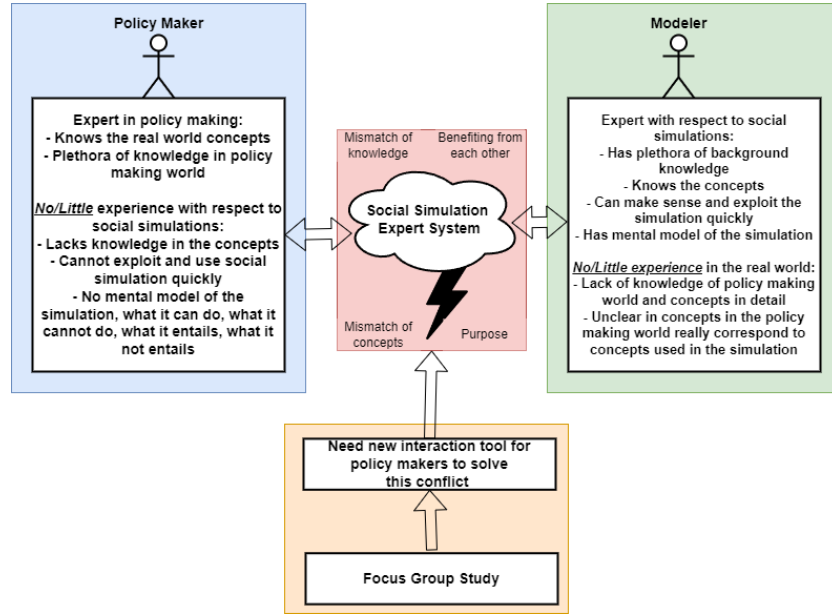 Policy Maker
Expert in policy making:
- Knows the real world concepts
- Plethora of knowledge in policy
making world
No/Little experience with respect to
social simulations:
- Lacks knowledge in the concepts
- Cannot exploit and use social
simulation quickly
- No mental model of the
simulation, what it can do, what it
cannot do, what it entails, what it
not entails
Mismatch of
knowledge
Benefiting from
each other
Social Simulation
Expert System
Mismatch of
concepts
Purpose
Modeler
Expert with respect to social
simulations:
- Has plethora of background
knowledge
- Knows the concepts
- Can make sense and exploit the
simulation quickly
- Has mental model of the simulation
No/Little experience in the real world:
- Lack of knowledge of policy making
world and concepts in detail
- Unclear in concepts in the policy
making world really correspond to
concepts used in the simulation
Need new interaction tool for
policy makers to solve
this conflict
Focus Group Study